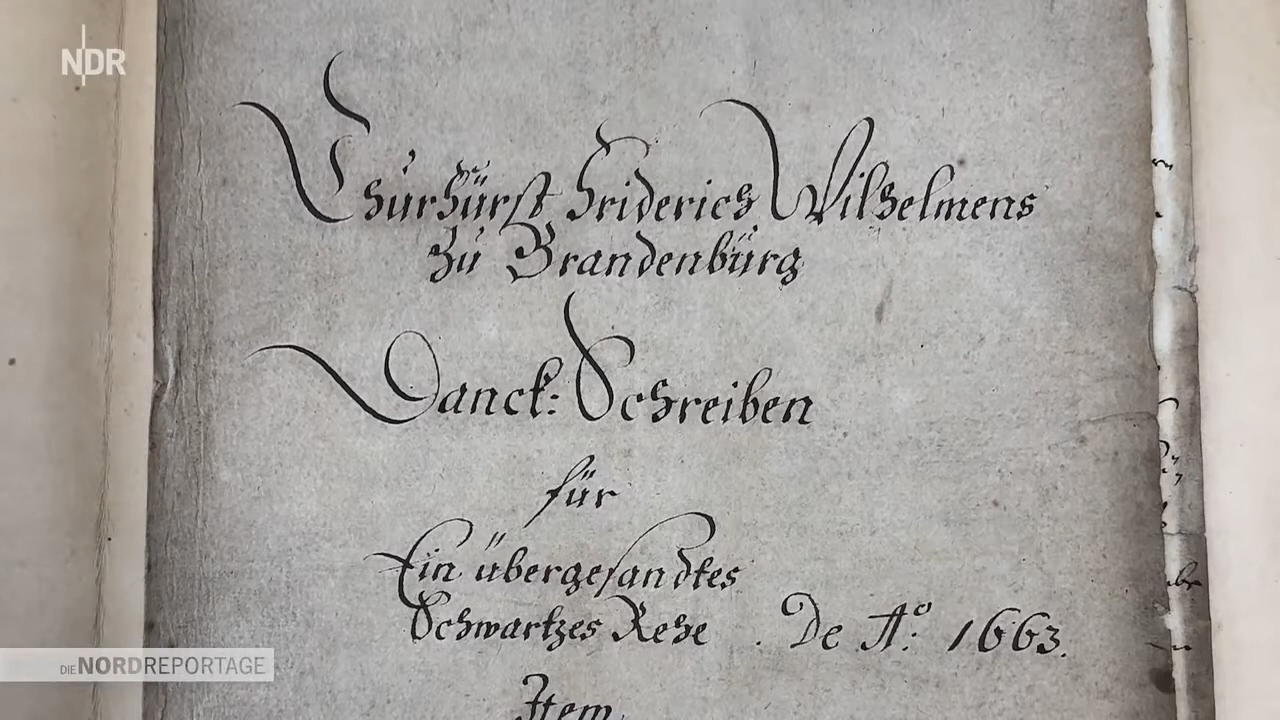 NDR
Churfürst Friderich Wilhelmens
zu Brandenburg
Danck: Schreiben
für
Ein übergesandtes
Schwartzes Rehe . De Aº: 1663.
DIE NORDREPORTAGE
Item